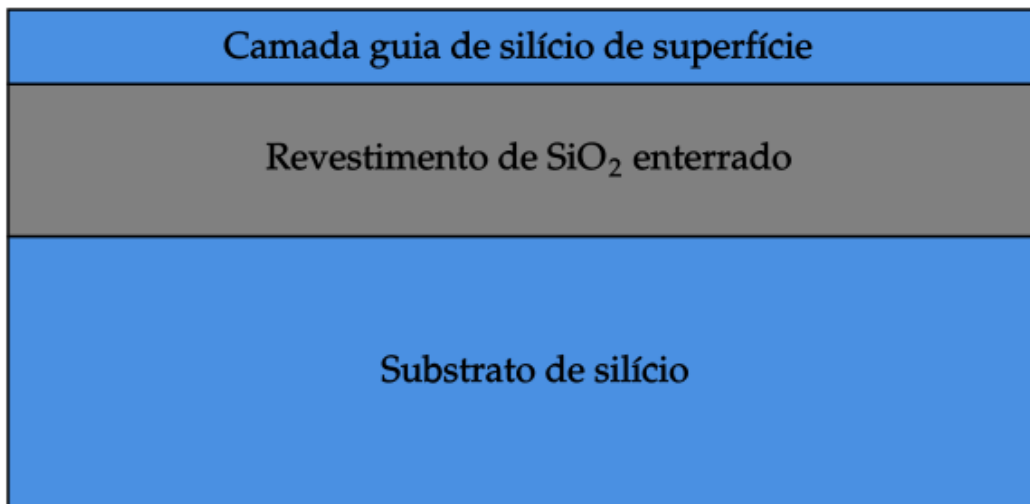 Camada guia de silício de superfície
Revestimento de SiO₂ enterrado
Substrato de silício